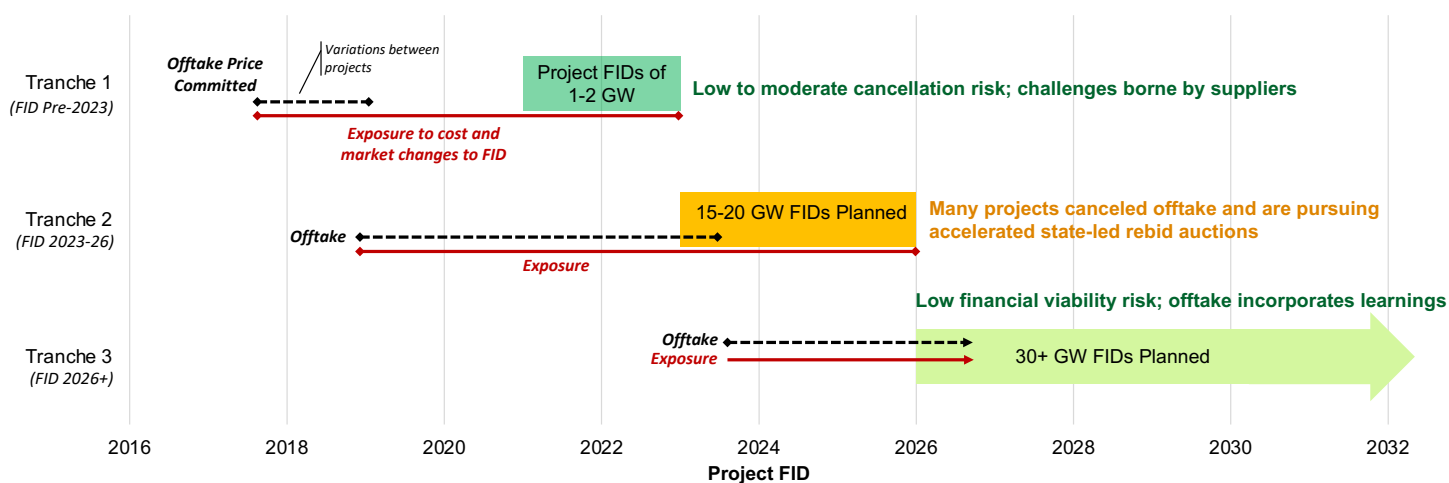 Tranche 1
(FID Pre-2023)
Offtake Price
Committed
Variations between
projects
Project FIDs of
1-2 GW
Low to moderate cancellation risk; challenges borne by suppliers
Exposure to cost and
market changes to FID
Tranche 2
(FID 2023-26)
Offtake
15-20 GW FIDs Planned
Many projects canceled offtake and are pursuing
accelerated state-led rebid auctions
Exposure
Low financial viability risk; offtake incorporates learnings
Tranche 3
(FID 2026+)
Offtake
Exposure
30+ GW FIDs Planned
2016 2018 2020 2022 2024 2026 2028 2030 2032
Project FID